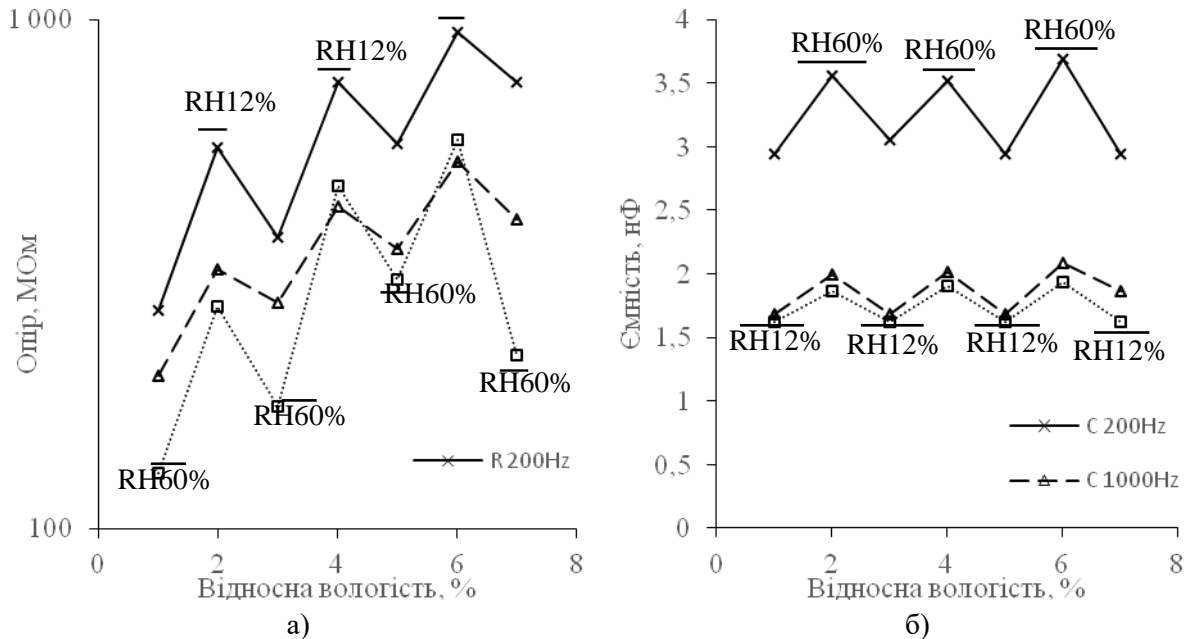 1 000
RH12%
RH12%
RH60%
RH60%
RH60%
RH60%
100
0
2
4
6
8
Опір, МОм
Відносна вологість, %
R 200Hz
а)
4
3,5
3
2,5
2
1,5
1
0,5
0
RH60%
RH60%
RH60%
RH12%
RH12%
RH12%
RH12%
0
2
4
6
8
Ємність, нФ
Відносна вологість, %
C 200Hz
C 1000Hz
б)